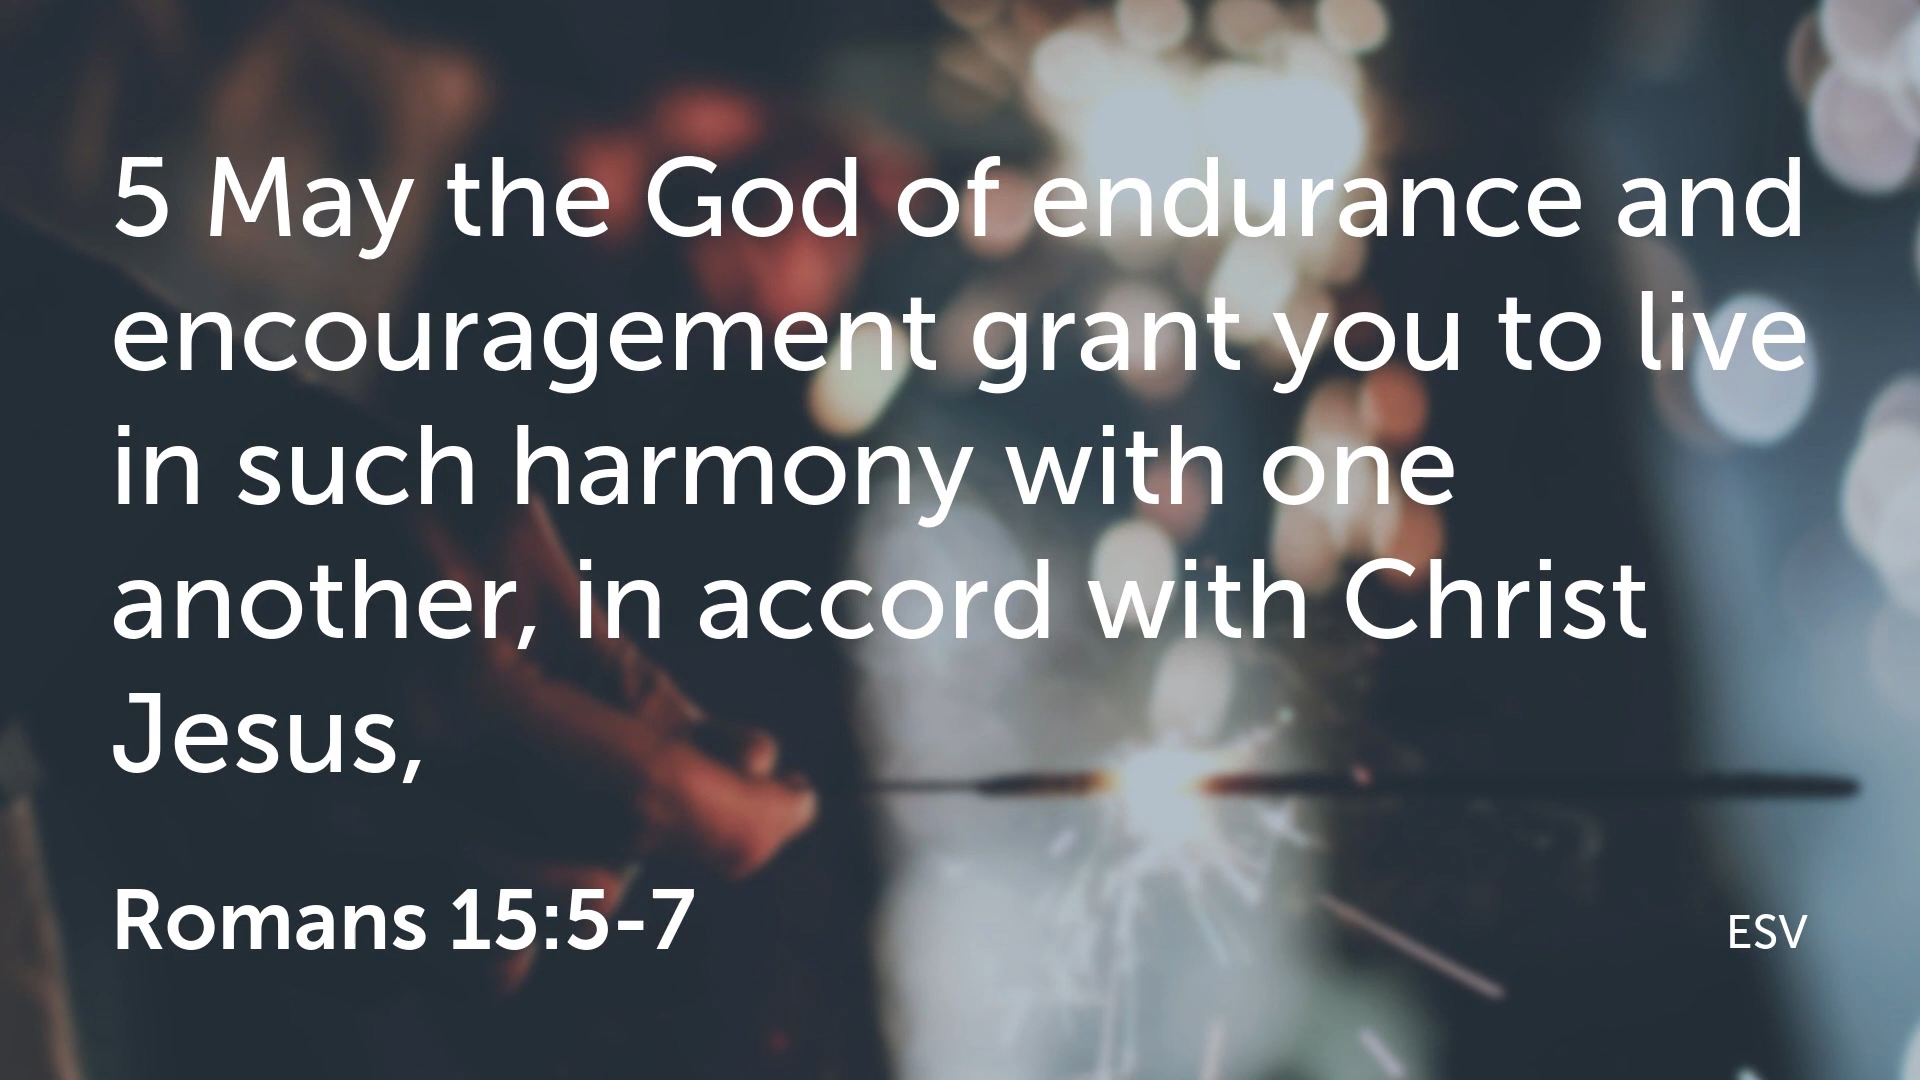 5 May the God of endurance and
encouragement grant you to live
in such harmony with one
another, in accord with Christ
Jesus,
Romans 15:5-7
ESV